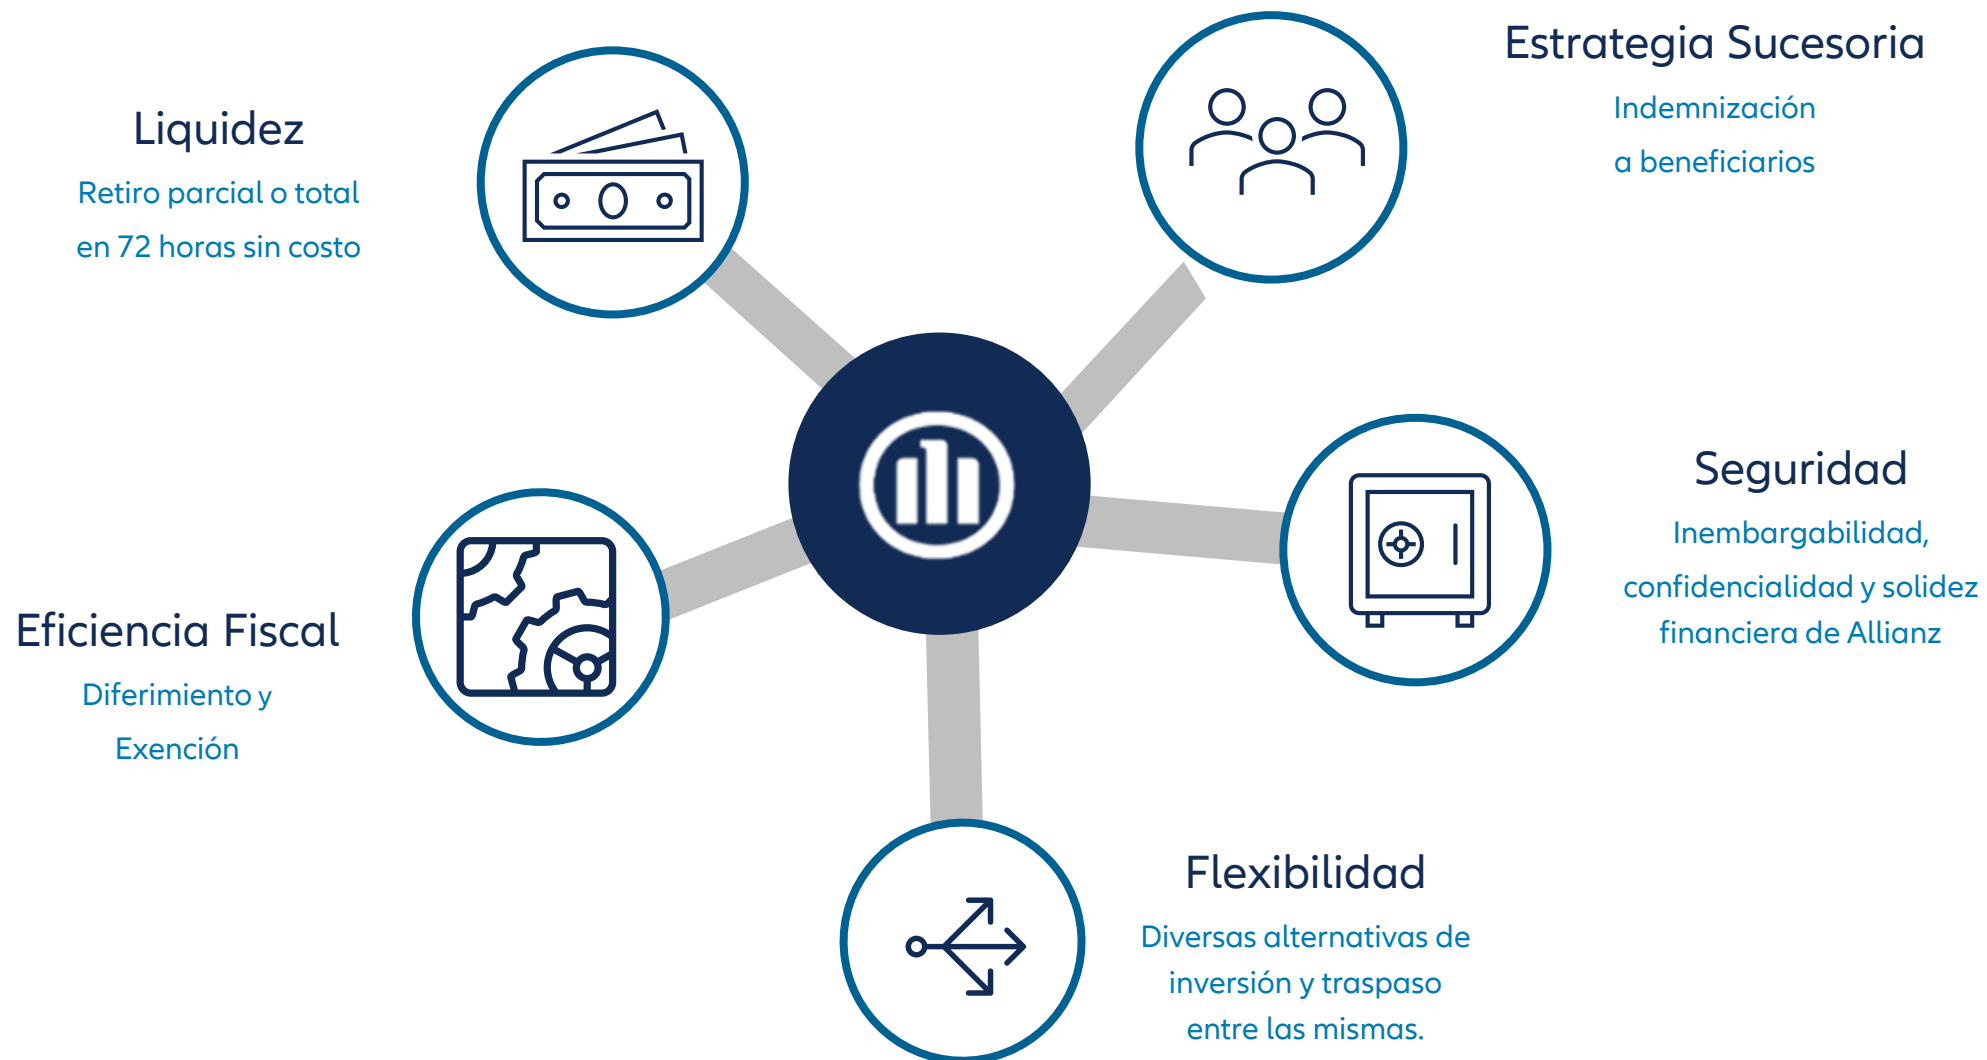 Estrategia Sucesoria
Indemnización
a beneficiarios
Liquidez
Retiro parcial o total
en 72 horas sin costo
Seguridad
Inembargabilidad,
confidencialidad y solidez
financiera de Allianz
Eficiencia Fiscal
Diferimiento y
Exención
Flexibilidad
Diversas alternativas de
inversión y traspaso
entre las mismas.